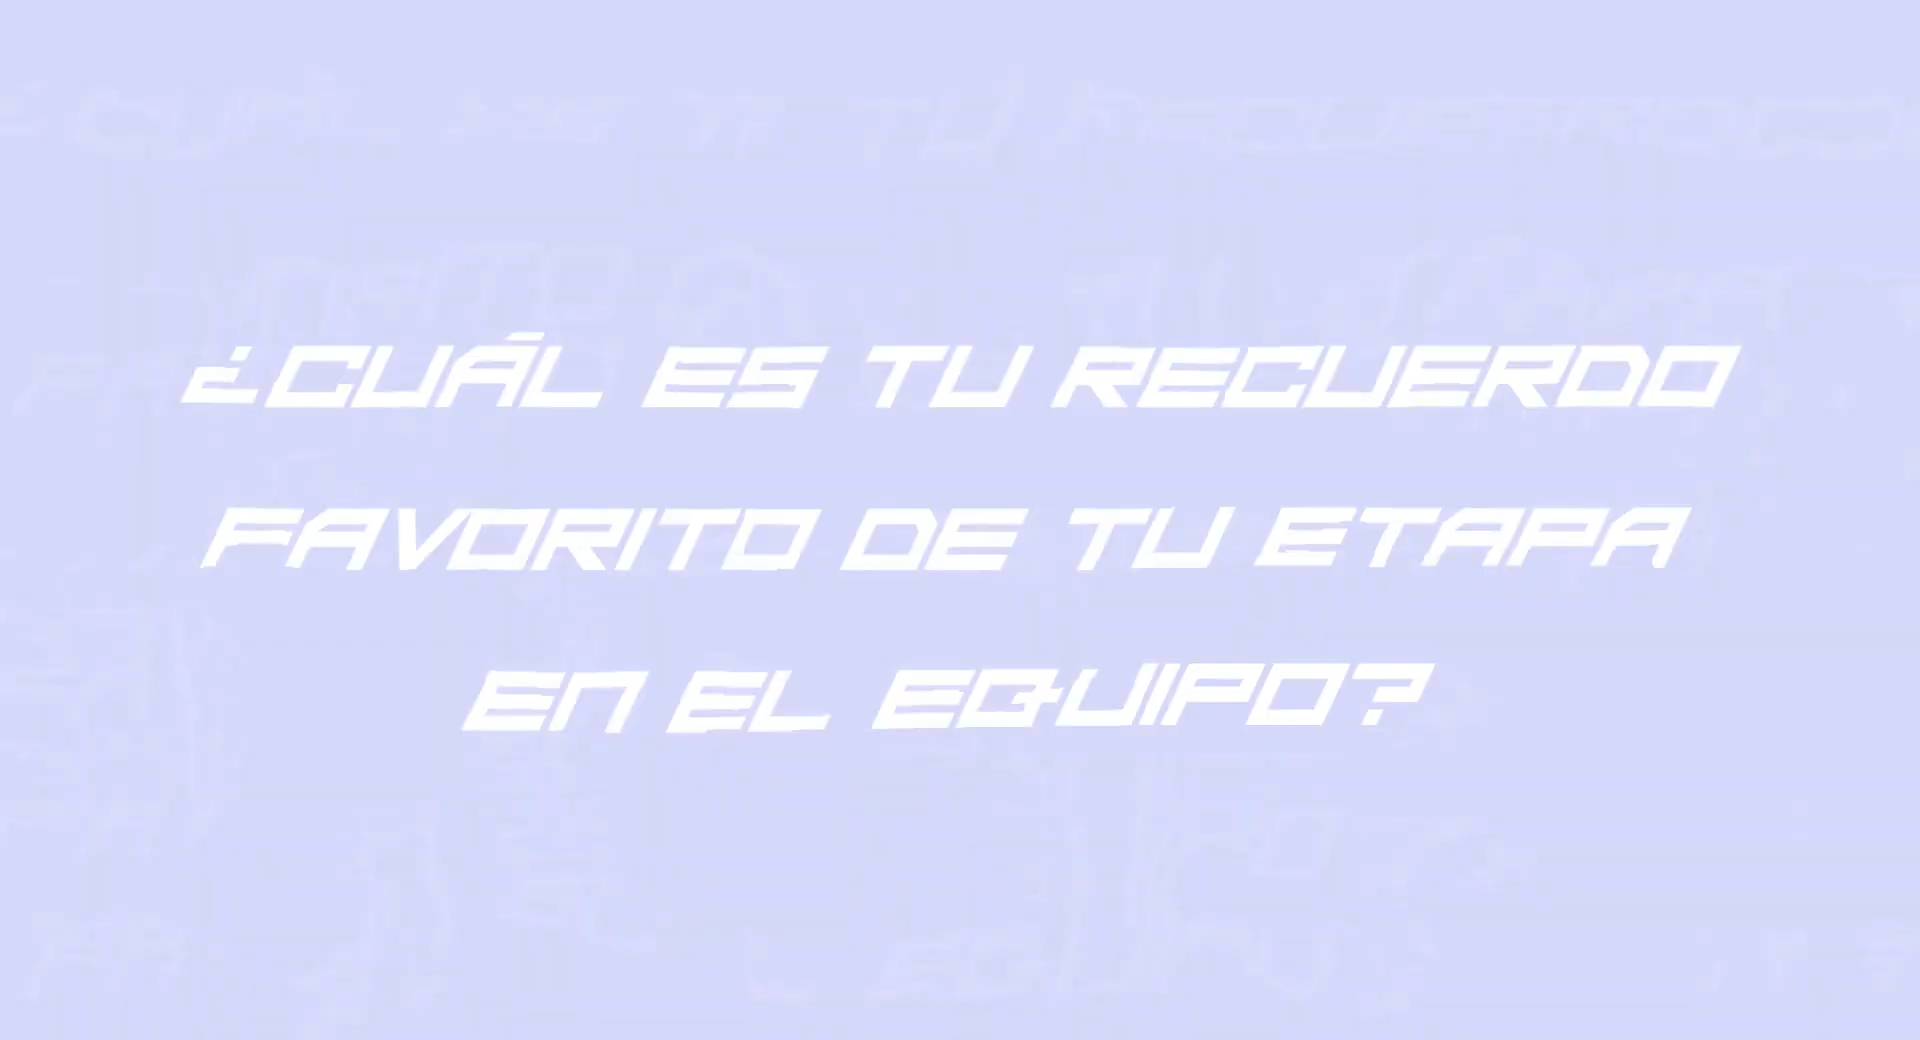 ¿CUÁL ES TU RECUERDO
FAVORITO DE TU ETAPA
EN EL EQUIPO?